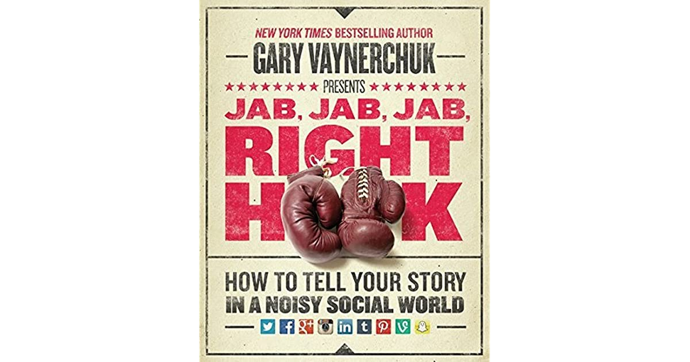 NEW YORK TIMES BESTSELLING AUTHOR
GARY VAYNERCHUK
PRESENTS
JAB, JAB, JAB,
RIGHT
HOOK
HOW TO TELL YOUR STORY
IN A NOISY SOCIAL WORLD